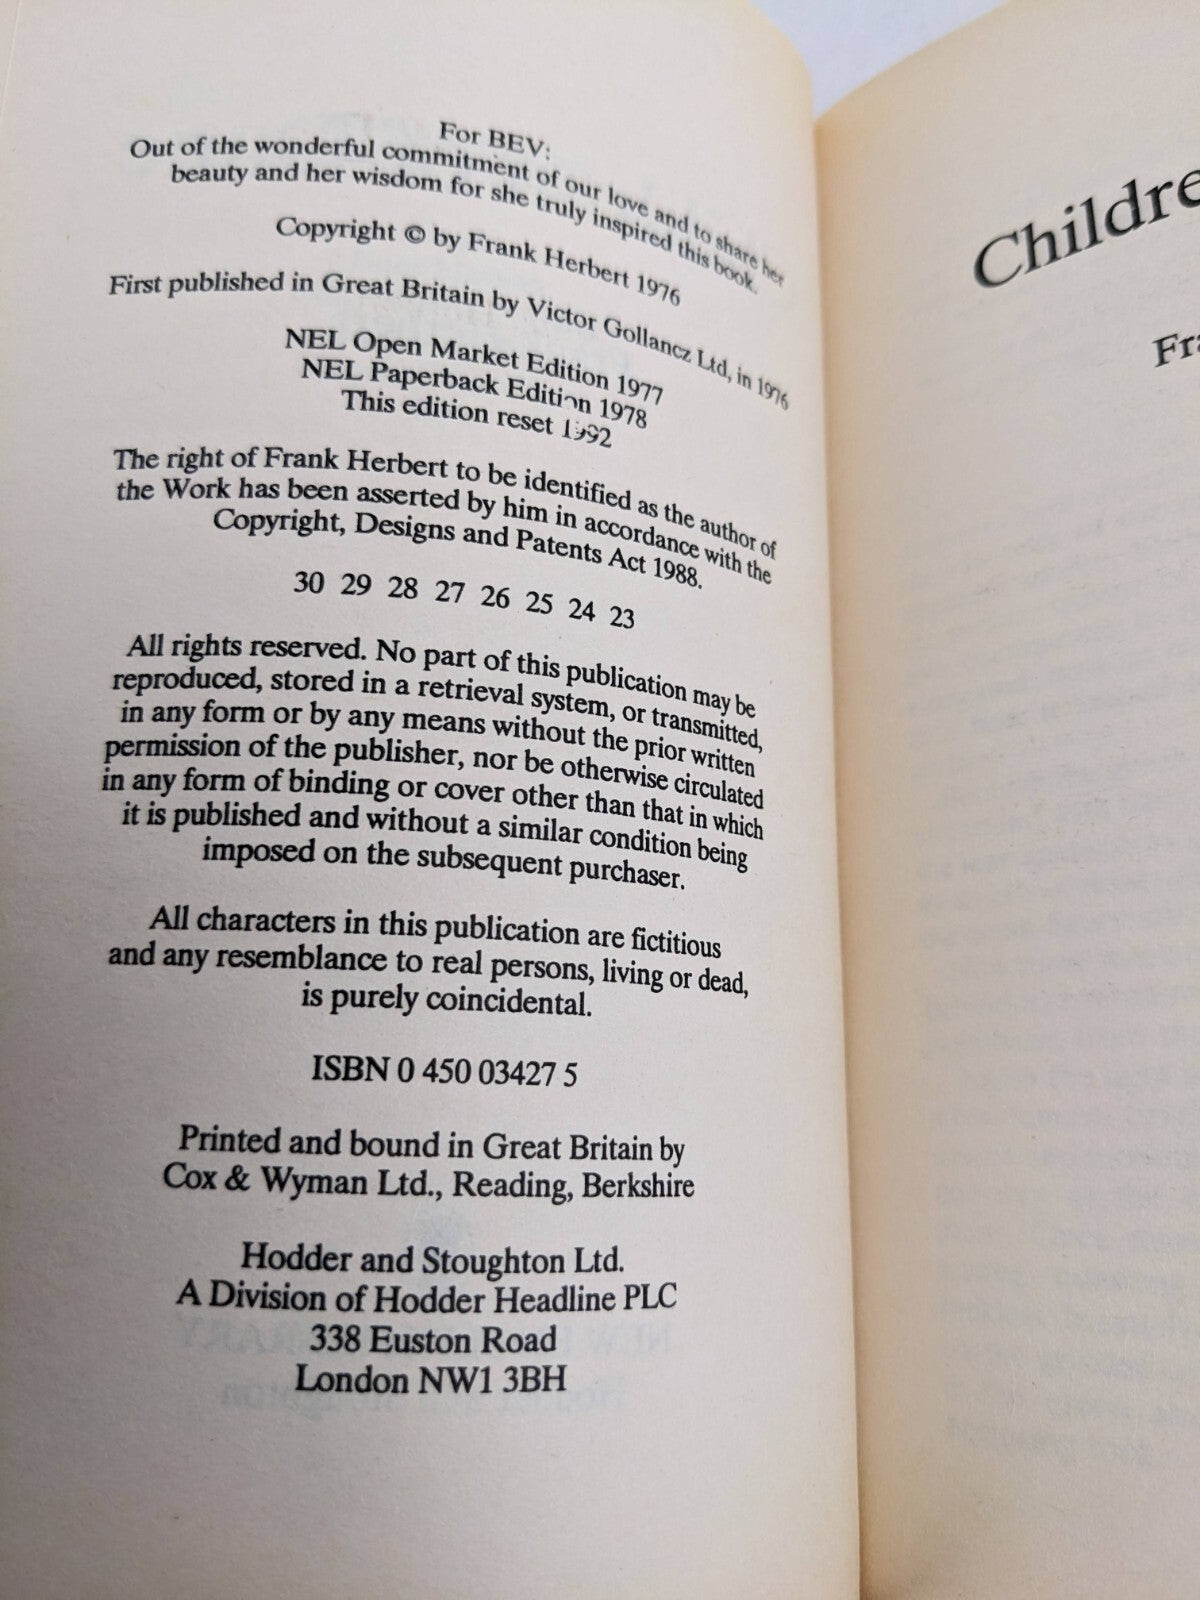 For BEV:
Out of the wonderful commitment of our love and to share her
beauty and her wisdom for she truly inspired this book.
Copyright © by Frank Herbert 1976
First published in Great Britain by Victor Gollancz Ltd, in 1976
NEL Open Market Edition 1977
NEL Paperback Edition 1978
This edition reset 1992
The right of Frank Herbert to be identified as the author of
the Work has been asserted by him in accordance with the
Copyright, Designs and Patents Act 1988.
30 29 28 27 26 25 24 23
All rights reserved. No part of this publication may be
reproduced, stored in a retrieval system, or transmitted,
in any form or by any means without the prior written
permission of the publisher, nor be otherwise circulated
in any form of binding or cover other than that in which
it is published and without a similar condition being
imposed on the subsequent purchaser.
All characters in this publication are fictitious
and any resemblance to real persons, living or dead,
is purely coincidental.
ISBN 0 450 03427 5
Printed and bound in Great Britain by
Cox & Wyman Ltd., Reading, Berkshire
Hodder and Stoughton Ltd.
A Division of Hodder Headline PLC
338 Euston Road
London NW1 3BH
Childre
Fra